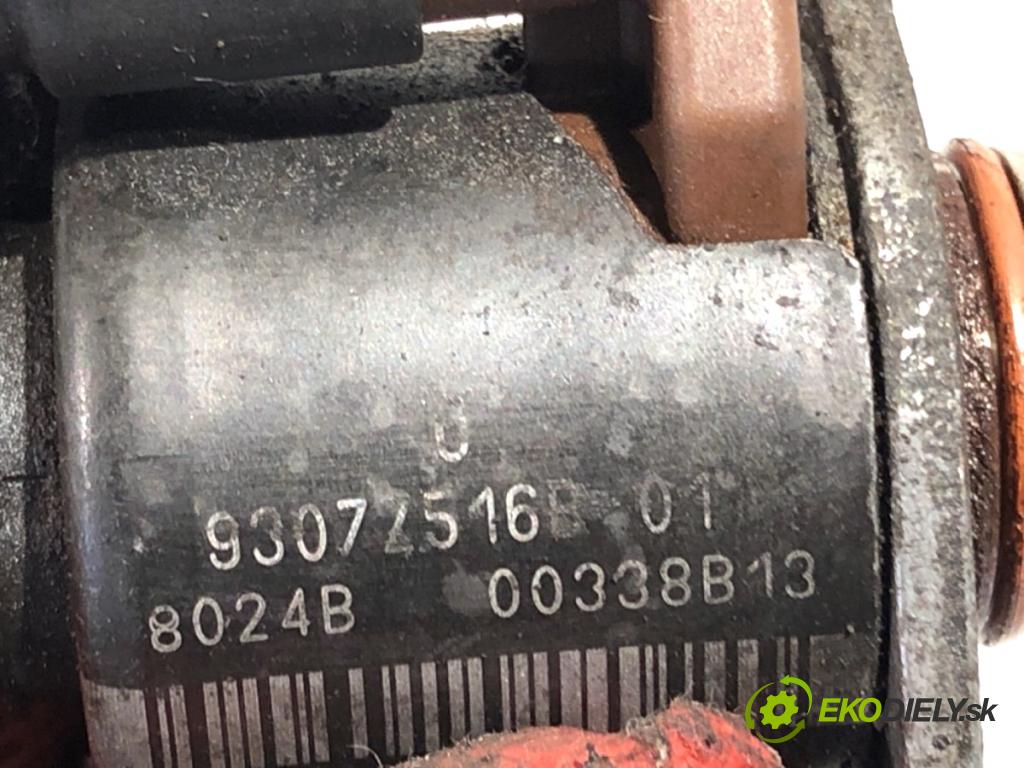 U
9307Z516B 01
8024B 00338B13
EKODIELY.sk